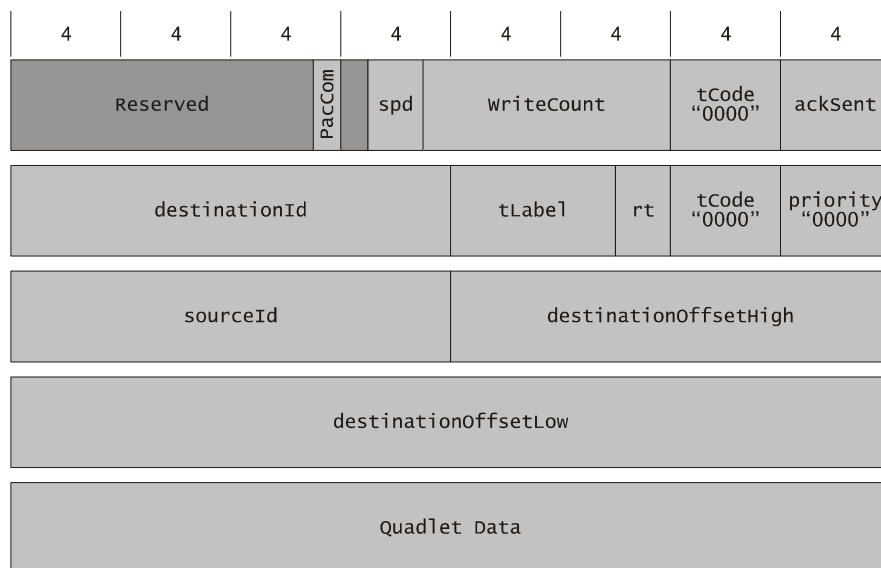 4 4 4 4 4 4 4 4
Reserved PacCom spd WriteCount tCode ackSent
“0000”
destinationId tLabel rt tCode priority
“0000” “0000”
sourceId destinationOffsetHigh
destinationOffsetLow
Quadlet Data